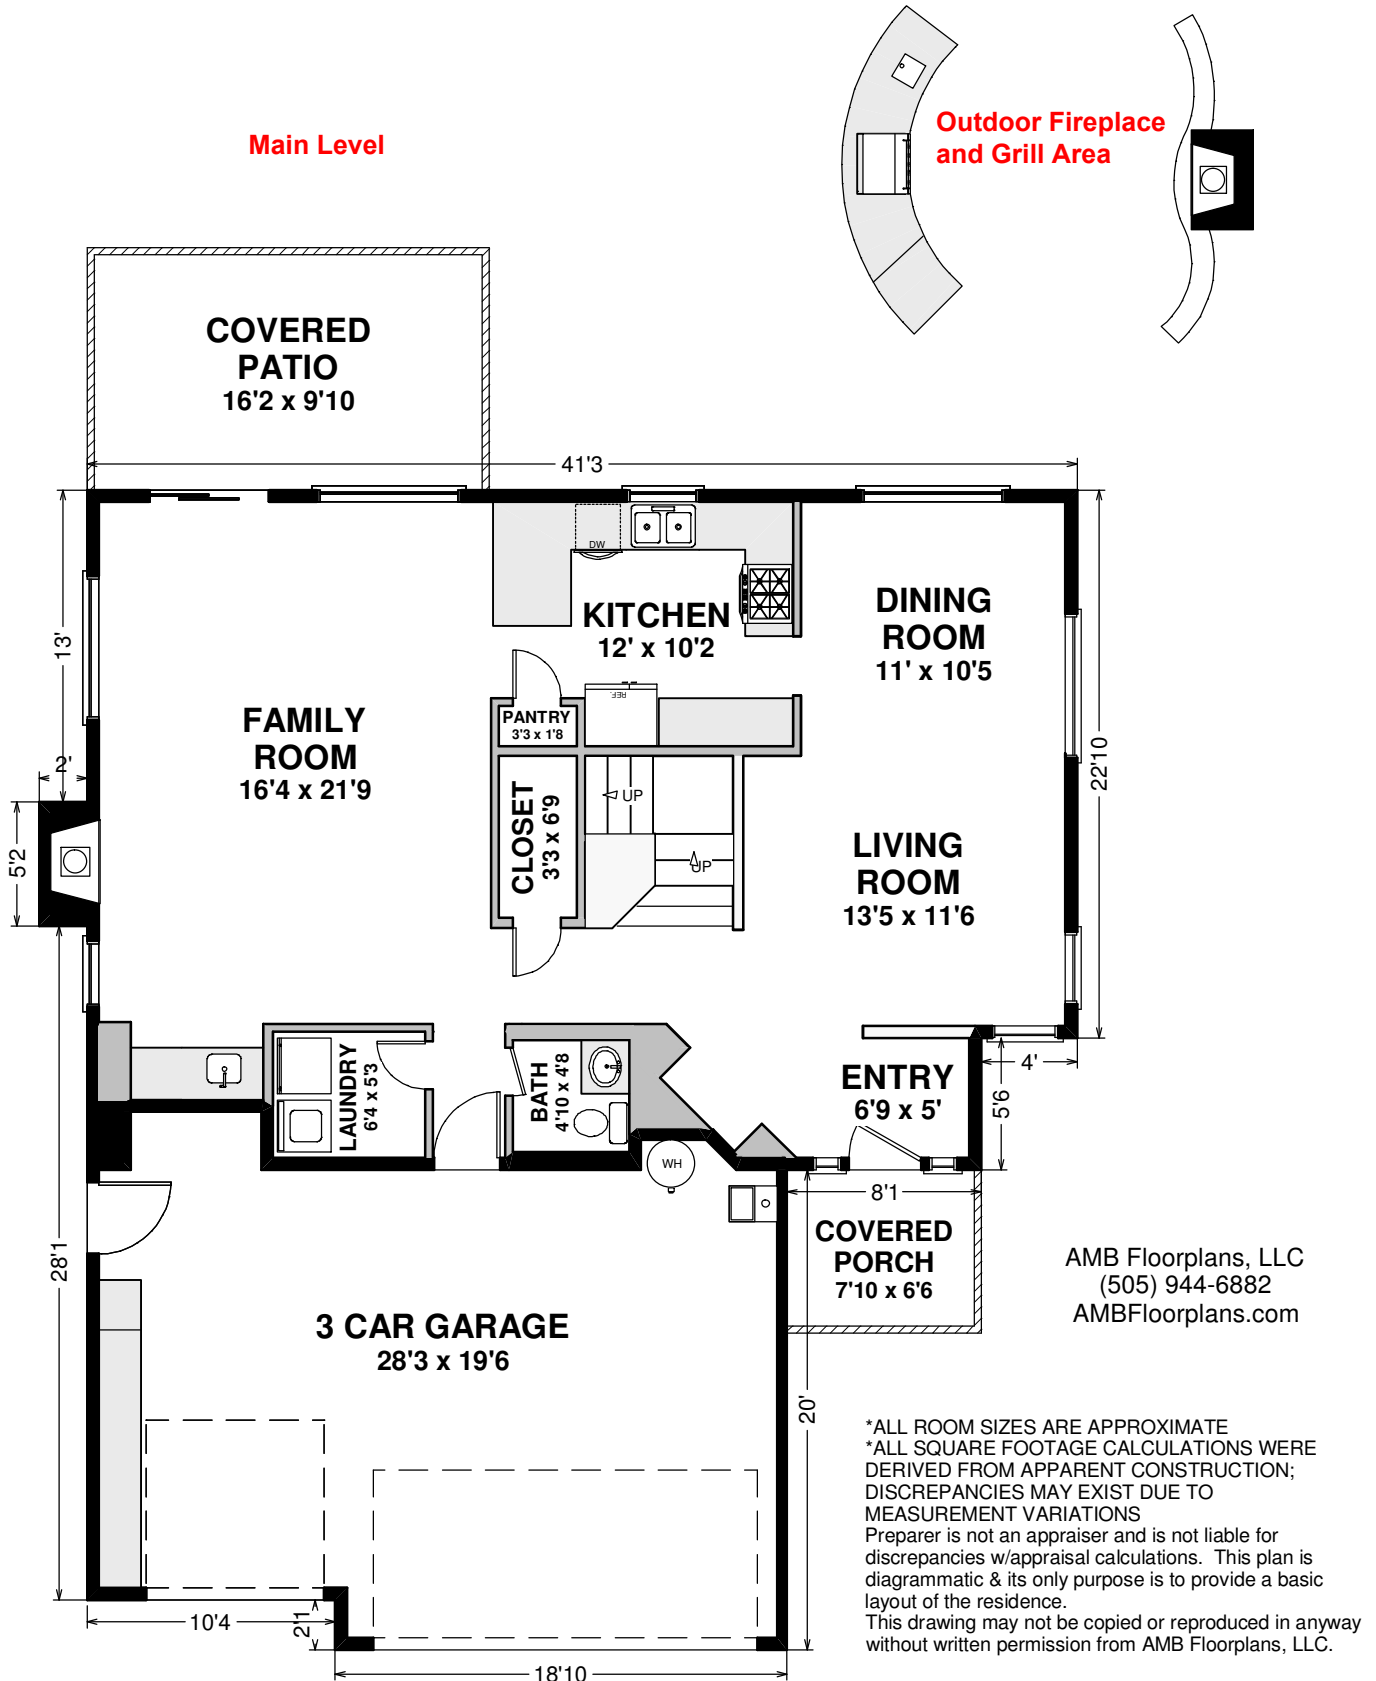 Main Level
Outdoor Fireplace
and Grill Area
COVERED
PATIO
16'2 x 9'10
41'3
13'
2'
5'2
28'1
DW
KITCHEN
12' x 10'2
REF.
DINING
ROOM
11' x 10'5
22'10
FAMILY
ROOM
16'4 x 21'9
PANTRY
3'3 x 1'8
CLOSET
3'3 x 6'9
UP
UP
LIVING
ROOM
13'5 x 11'6
LAUNDRY
6'4 x 5'3
BATH
4'10 x 4'8
ENTRY
6'9 x 5'
4'
5'6
WH
8'1
COVERED
PORCH
7'10 x 6'6
3 CAR GARAGE
28'3 x 19'6
20'
10'4
2'1
18'10
AMB Floorplans, LLC
(505) 944-6882
AMBFloorplans.com
*ALL ROOM SIZES ARE APPROXIMATE
*ALL SQUARE FOOTAGE CALCULATIONS WERE
DERIVED FROM APPARENT CONSTRUCTION;
DISCREPANCIES MAY EXIST DUE TO
MEASUREMENT VARIATIONS
Preparer is not an appraiser and is not liable for
discrepancies w/appraisal calculations.  This plan is
diagrammatic & its only purpose is to provide a basic
layout of the residence.
This drawing may not be copied or reproduced in anyway
without written permission from AMB Floorplans, LLC.